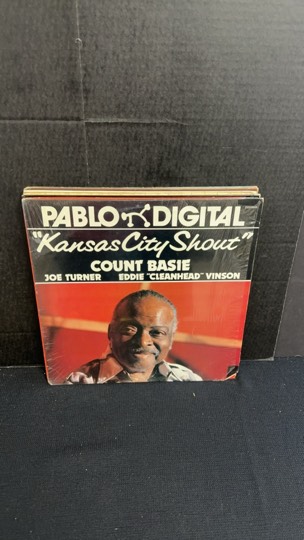 PABLO DIGITAL
"Kansas City Shout"
COUNT BASIE
JOE TURNER EDDIE "CLEANHEAD" VINSON